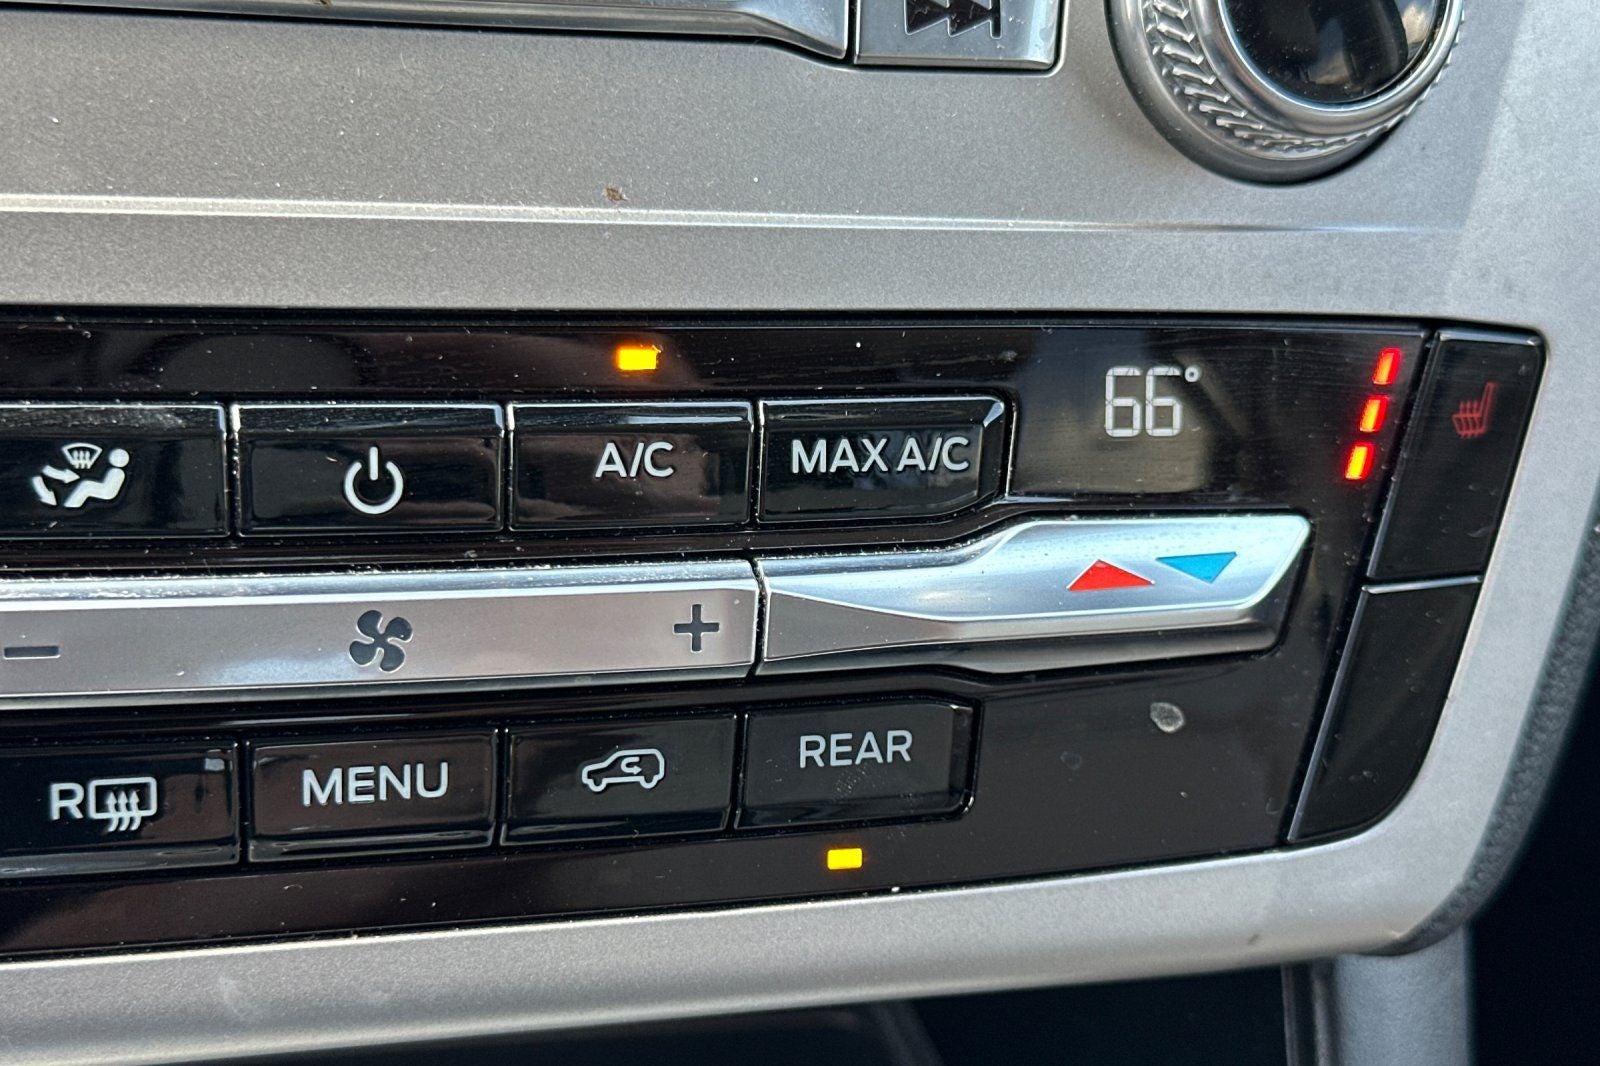 66°
A/C
MAX A/C
- +
R
MENU
REAR